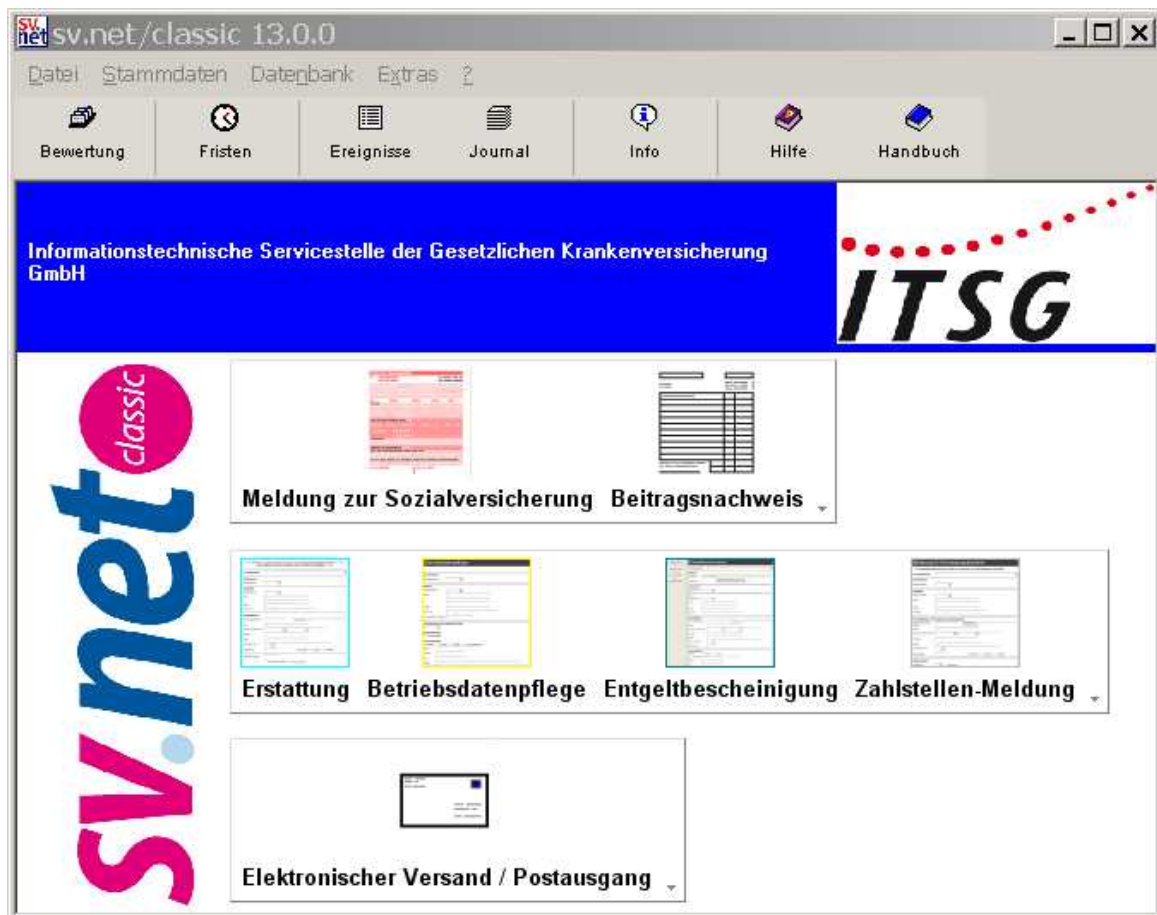 sv.net sv.net/classic 13.0.0
Datei Stammdaten Datenbank Extras ?
Bewertung Fristen Ereignisse Journal Info Hilfe Handbuch
Informationstechnische Servicestelle der Gesetzlichen Krankenversicherung
GmbH
ITSG
sv.net classic
Meldung zur Sozialversicherung Beitragsnachweis
Erstattung Betriebsdatenpflege Entgeltbescheinigung Zahlstellen-Meldung
Elektronischer Versand / Postausgang